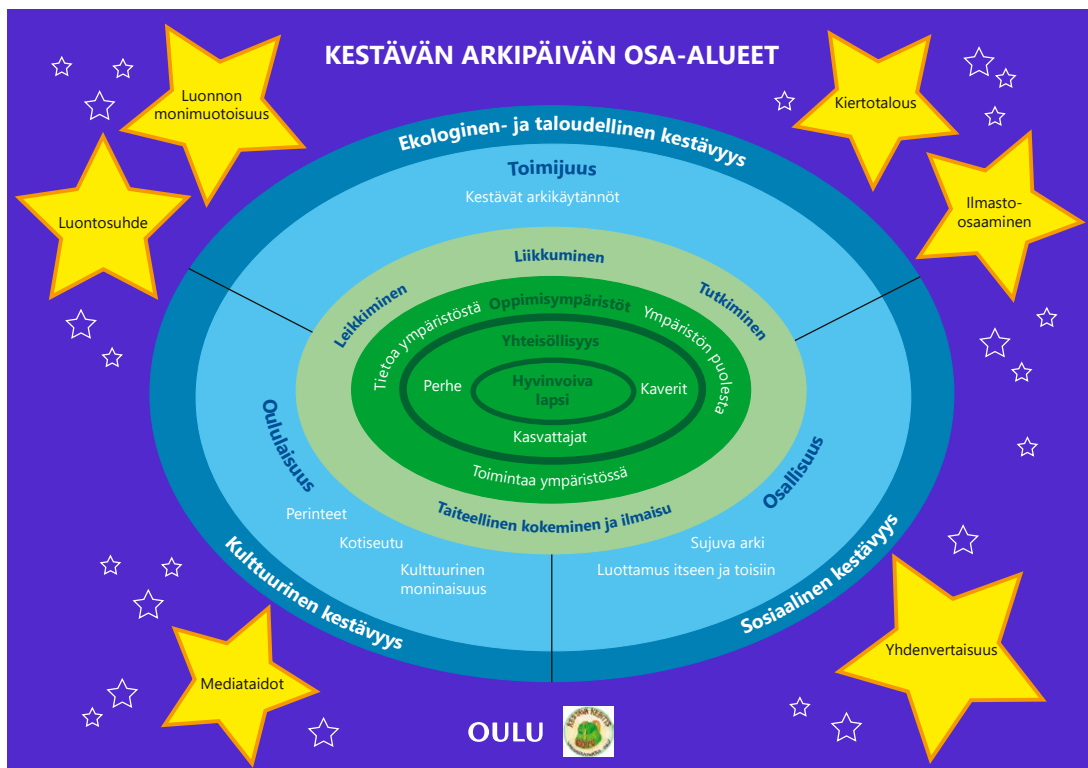 KESTÄVÄN ARKIPÄIVÄN OSA-ALUEET
Luonnon
monimuotoisuus
Kiertotalous
Luontosuhde
Ilmasto-
osaaminen
Ekologinen- ja taloudellinen kestävyys
Toimijuus
Kestävät arkikäytännöt
Liikkuminen
Leikkiminen
Tutkiminen
Oppimisympäristöt
Tietoa ympäristöstä
Ympäristön puolesta
Yhteisöllisyys
Perhe
Hyvinvoiva
lapsi
Kaverit
Kasvattajat
Toimintaa ympäristössä
Taiteellinen kokeminen ja ilmaisu
Oululaisuus
Perinteet
Kotiseutu
Kulttuurinen
moninaisuus
Osallisuus
Sujuva arki
Luottamus itseen ja toisiin
Kulttuurinen kestävyys
Sosiaalinen kestävyys
Mediataidot
Yhdenvertaisuus
OULU